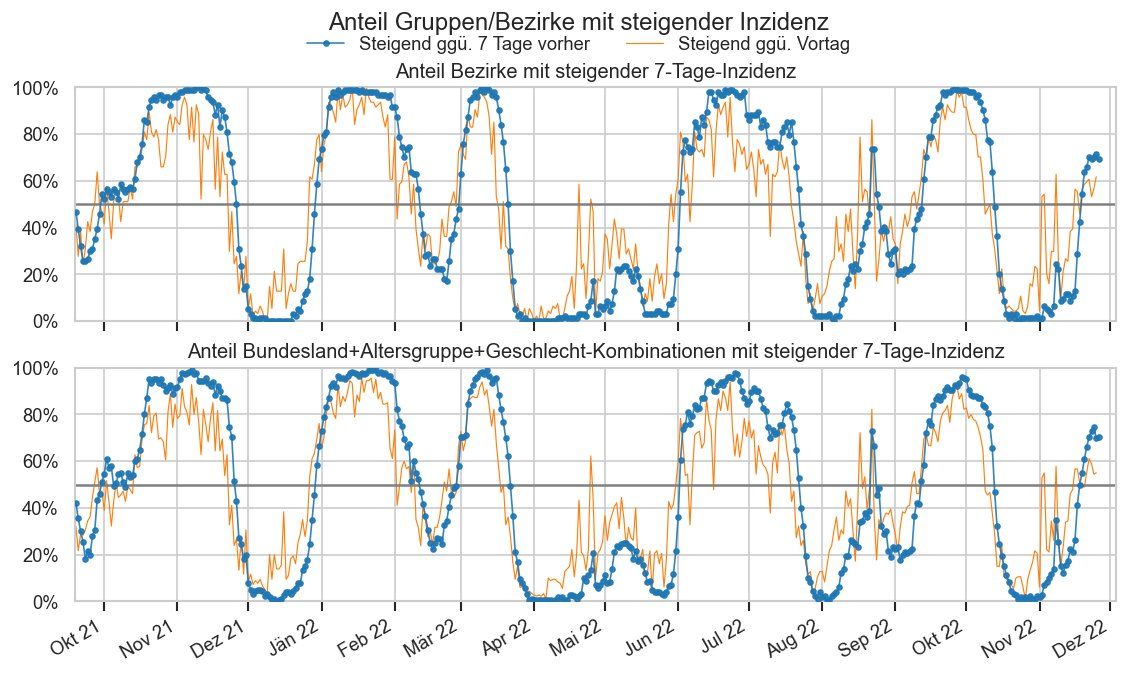 Anteil Gruppen/Bezirke mit steigender Inzidenz
Steigend ggü. 7 Tage vorher
Steigend ggü. Vortag
Anteil Bezirke mit steigender 7-Tage-Inzidenz
100%
80%
60%
40%
20%
0%
Anteil Bundesland+Altersgruppe+Geschlecht-Kombinationen mit steigender 7-Tage-Inzidenz
100%
80%
60%
40%
20%
0%
Okt 21
Nov 21
Dez 21
Jän 22
Feb 22
Mär 22
Apr 22
Mai 22
Jun 22
Jul 22
Aug 22
Sep 22
Okt 22
Nov 22
Dez 22